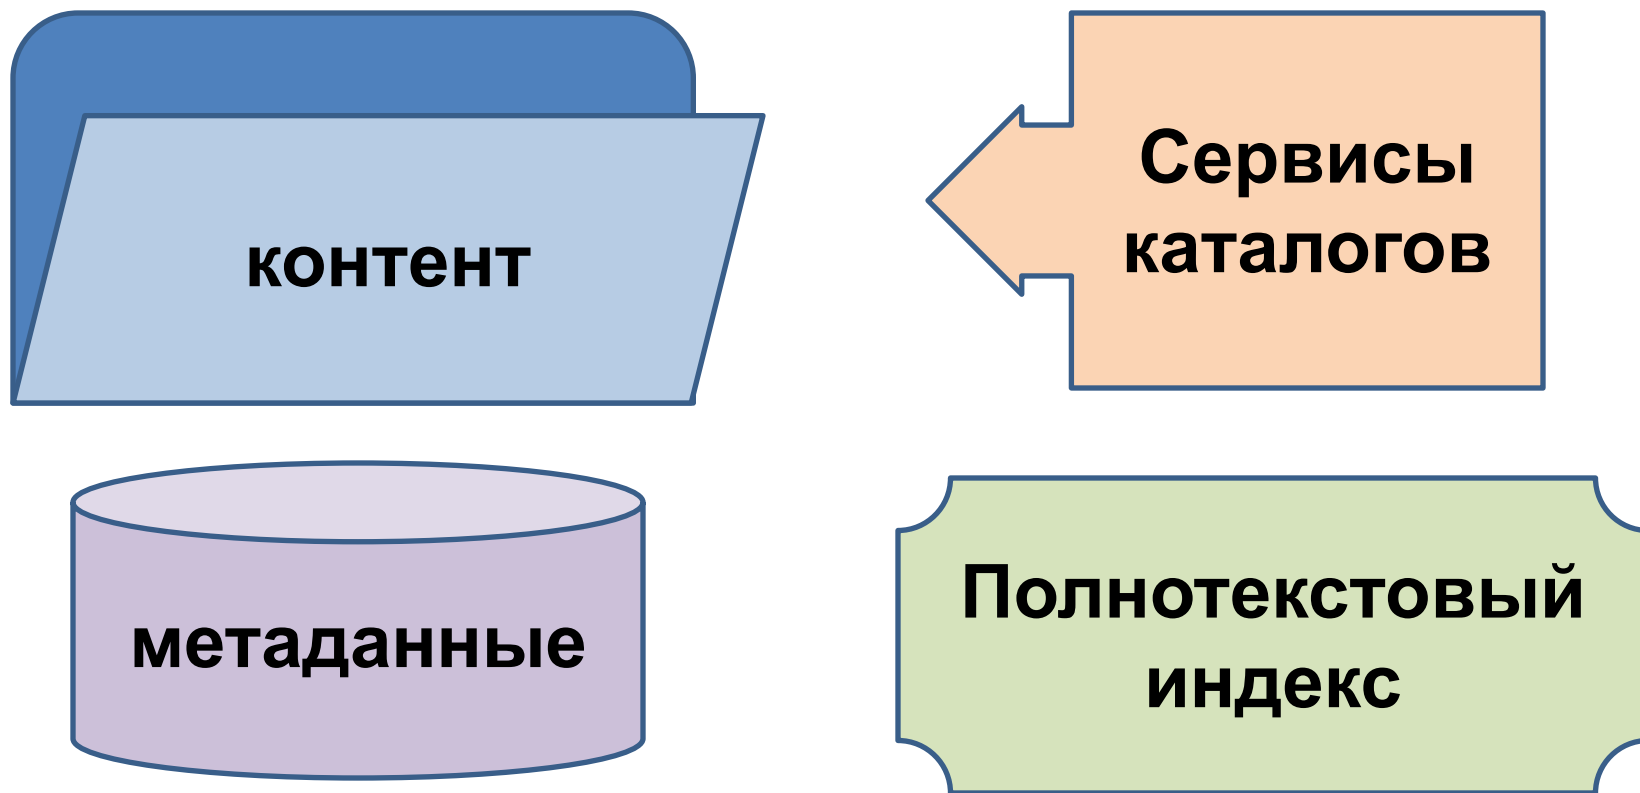 контент
Сервисы
каталогов
метаданные
Полнотекстовый
индекс